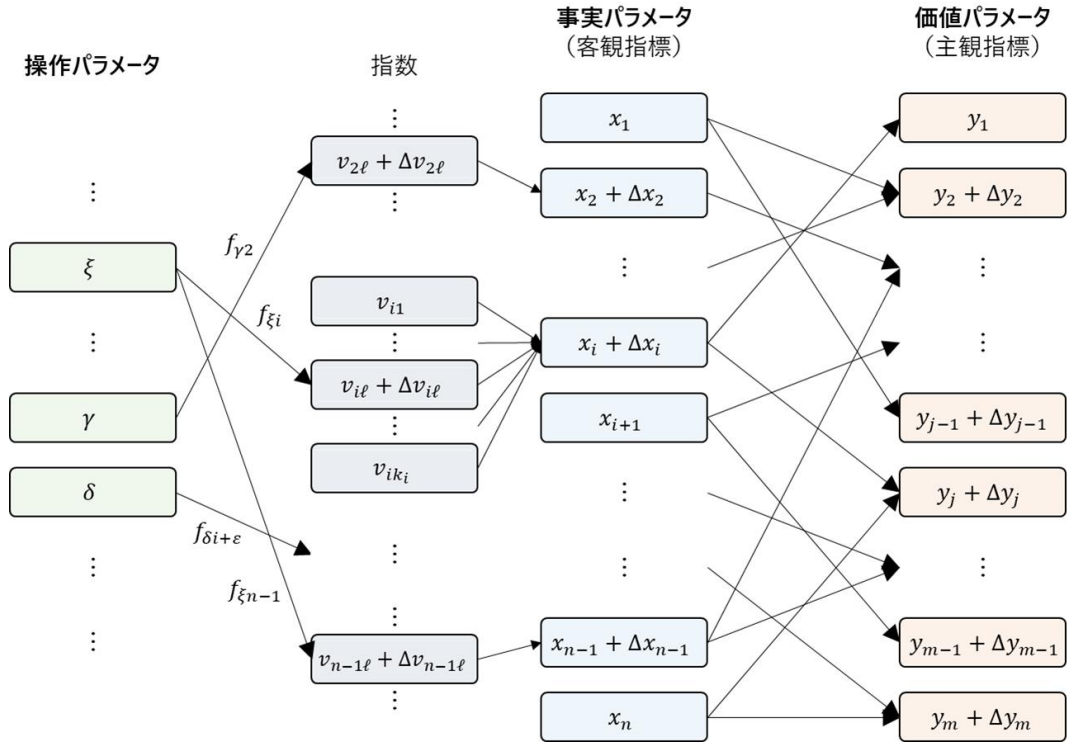 操作パラメータ
指数
事実パラメータ
(客観指標)
価値パラメータ
(主観指標)
⋮
ξ
⋮
γ
δ
⋮
⋮
f_{γ2}
f_{ξi}
f_{δi+ε}
f_{ξn−1}
⋮
v_{2ℓ} + Δv_{2ℓ}
⋮
v_{i1}
⋮
v_{iℓ} + Δv_{iℓ}
⋮
v_{ik_i}
⋮
⋮
v_{n−1ℓ} + Δv_{n−1ℓ}
⋮
x_1
x_2 + Δx_2
⋮
x_i + Δx_i
x_{i+1}
⋮
⋮
x_{n−1} + Δx_{n−1}
x_n
y_1
y_2 + Δy_2
⋮
⋮
y_{j−1} + Δy_{j−1}
y_j + Δy_j
⋮
y_{m−1} + Δy_{m−1}
y_m + Δy_m